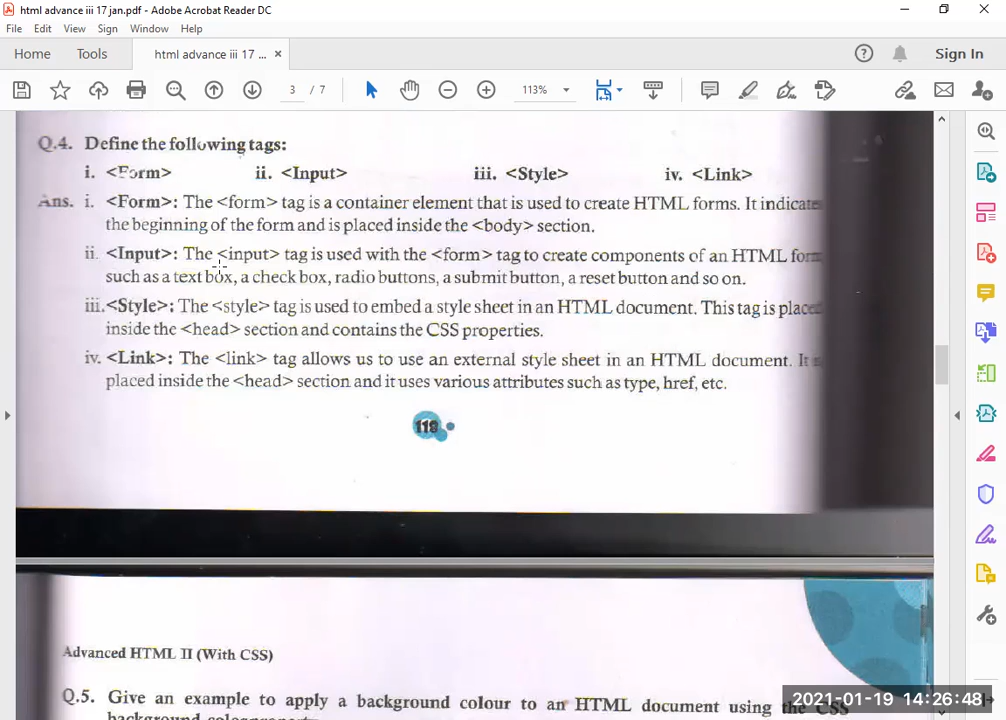 html advance iii 17 jan.pdf - Adobe Acrobat Reader DC
File Edit View Sign Window Help
Home Tools html advance iii 17 ... × Sign In
3 / 7 113%
Q.4. Define the following tags:
i. <Form> ii. <Input> iii. <Style> iv. <Link>
Ans. i. <Form>: The <form> tag is a container element that is used to create HTML forms. It indicate
the beginning of the form and is placed inside the <body> section.
ii. <Input>: The <input> tag is used with the <form> tag to create components of an HTML form
such as a text box, a check box, radio buttons, a submit button, a reset button and so on.
iii. <Style>: The <style> tag is used to embed a style sheet in an HTML document. This tag is place
inside the <head> section and contains the CSS properties.
iv. <Link>: The <link> tag allows us to use an external style sheet in an HTML document. It
placed inside the <head> section and it uses various attributes such as type, href, etc.
118
Advanced HTML II (With CSS)
Q.5. Give an example to apply a background colour to an HTML document using the CSS
2021-01-19 14:26:48